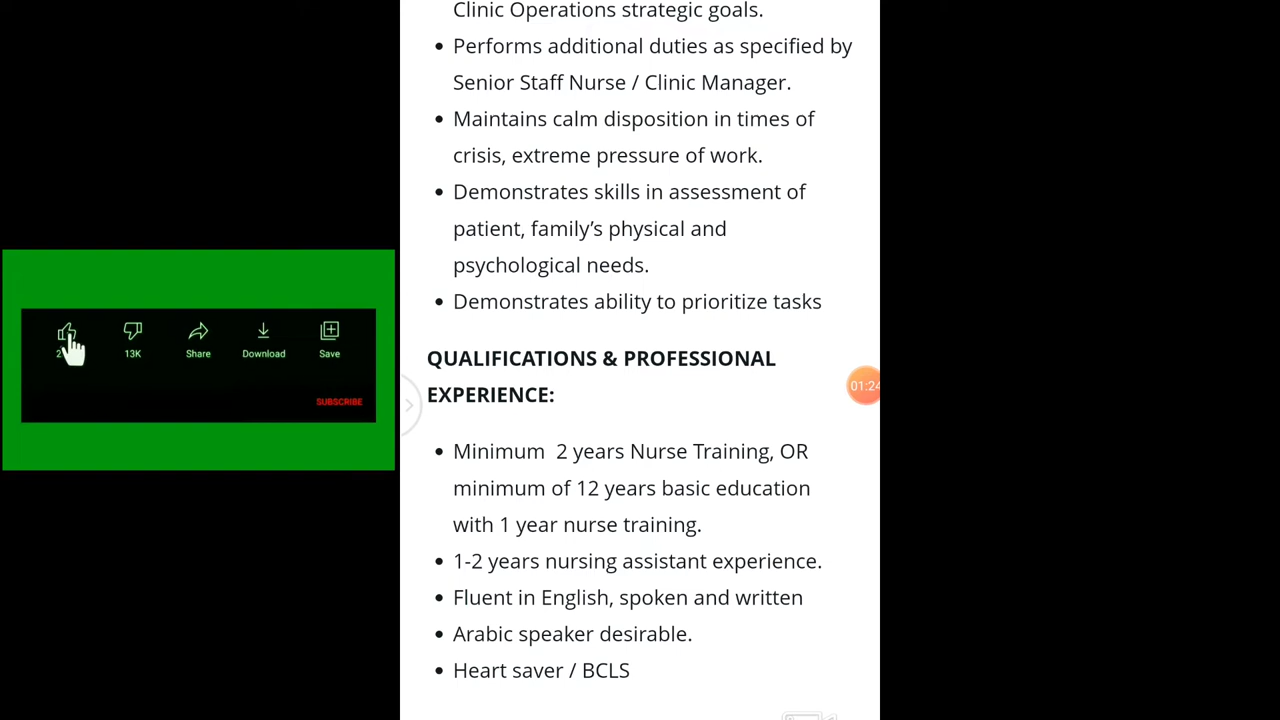 Clinic Operations strategic goals.
• Performs additional duties as specified by
Senior Staff Nurse / Clinic Manager.
• Maintains calm disposition in times of
crisis, extreme pressure of work.
• Demonstrates skills in assessment of
patient, family’s physical and
psychological needs.
• Demonstrates ability to prioritize tasks
QUALIFICATIONS & PROFESSIONAL
EXPERIENCE:
• Minimum  2 years Nurse Training, OR
minimum of 12 years basic education
with 1 year nurse training.
• 1-2 years nursing assistant experience.
• Fluent in English, spoken and written
• Arabic speaker desirable.
• Heart saver / BCLS
13K Share Download Save
SUBSCRIBE
01:24